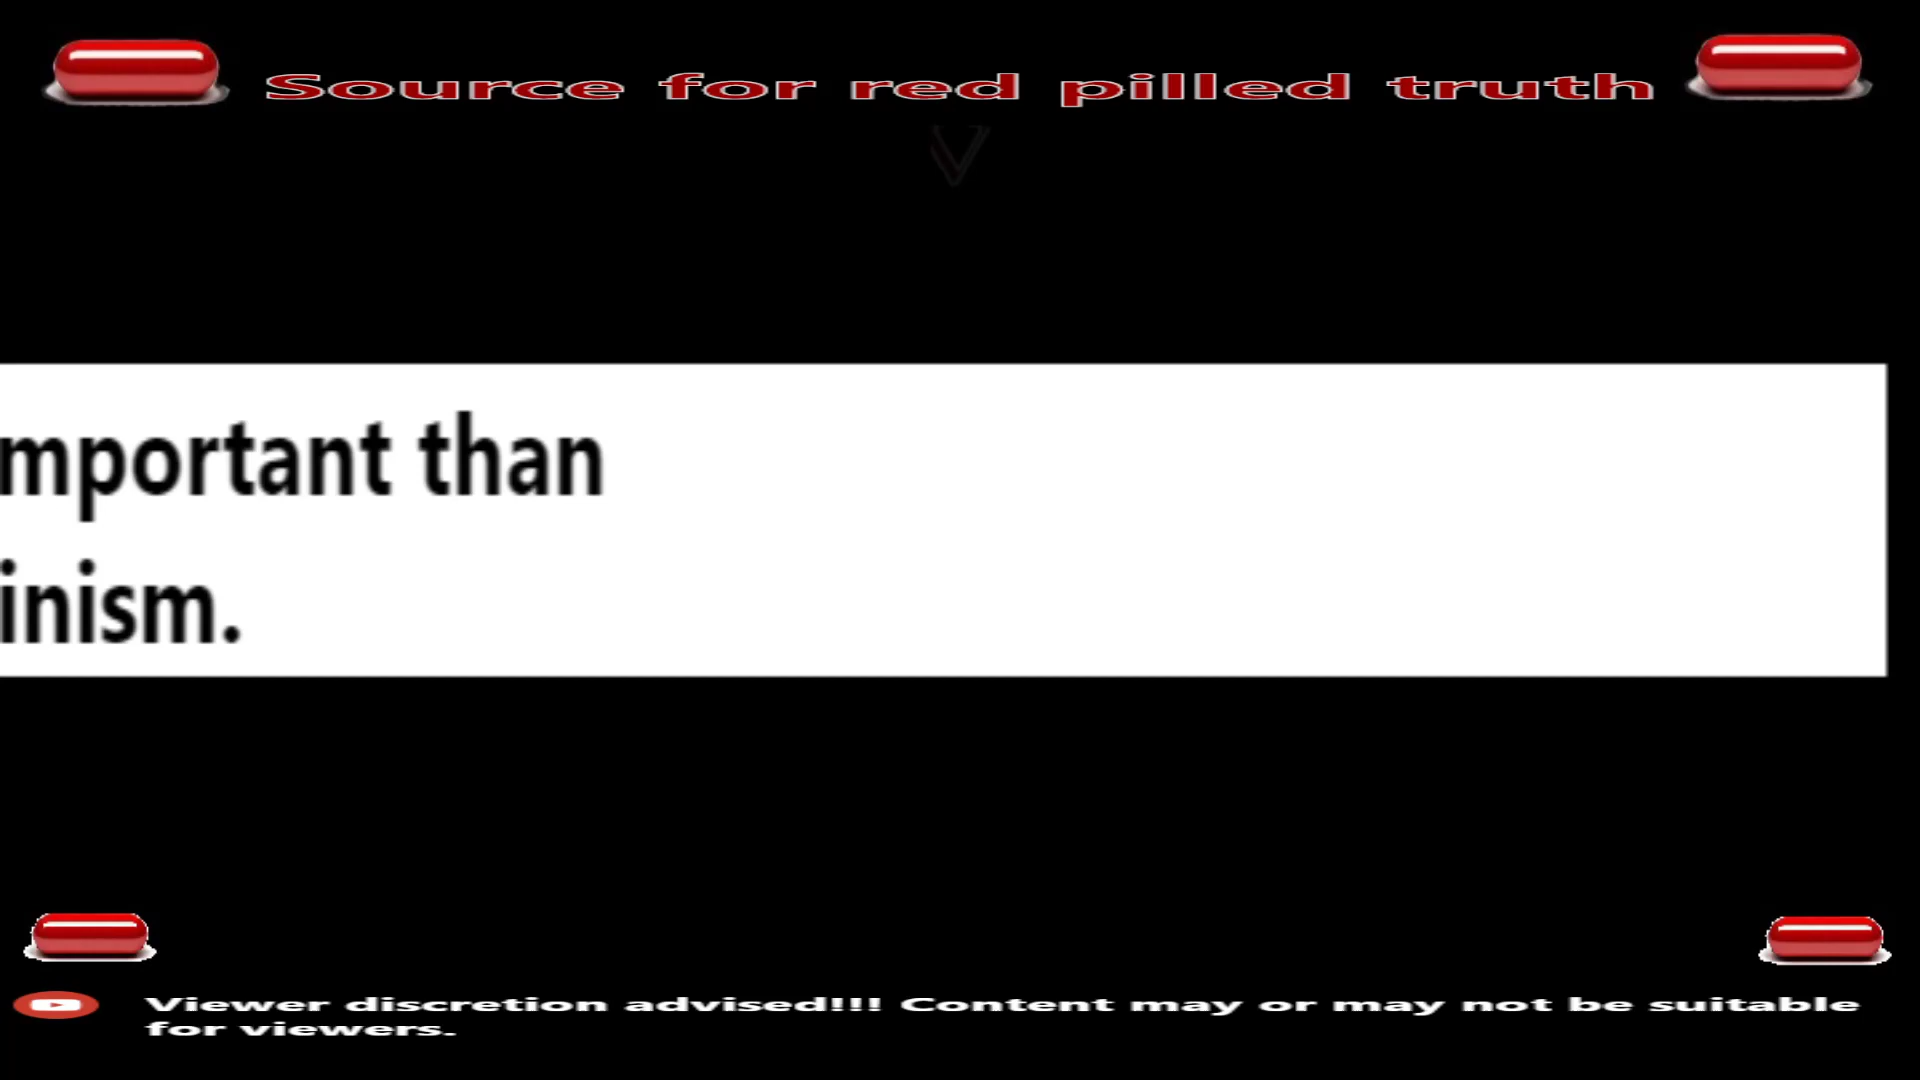 Source for red pilled truth
mportant than
inism.
Viewer discretion advised!!! Content may or may not be suitable
for viewers.